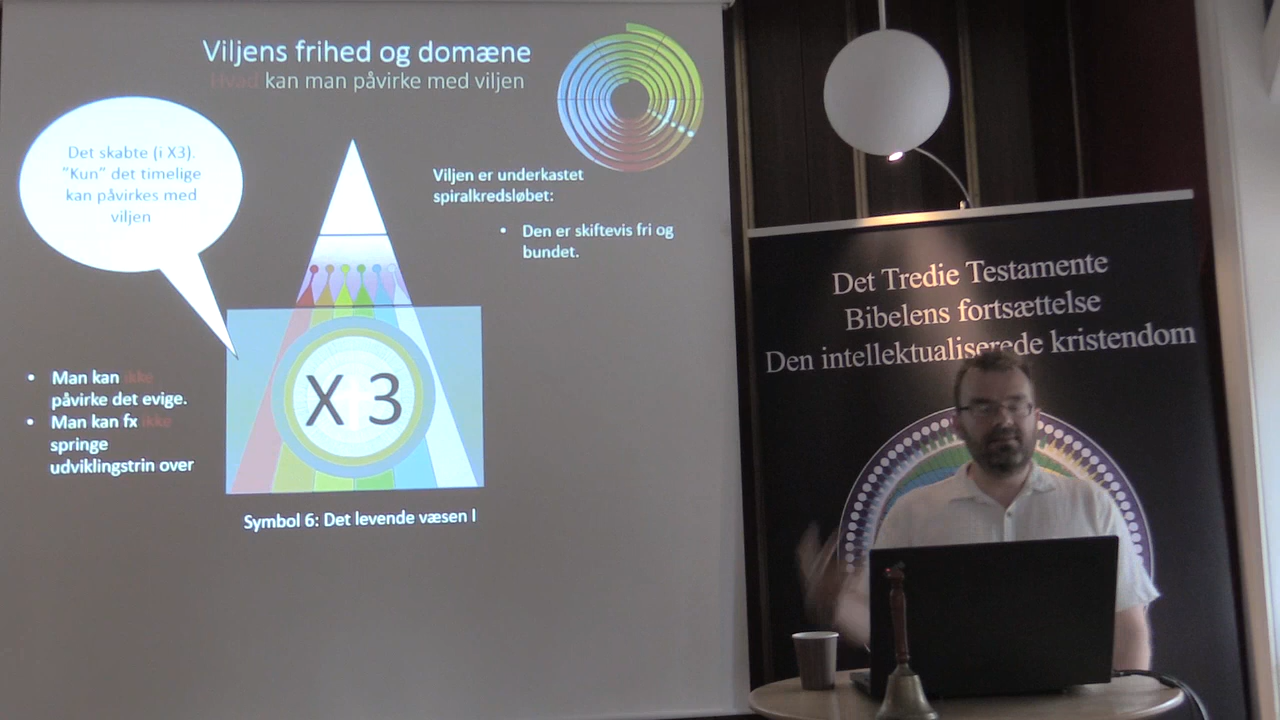 Viljens frihed og domæne
Hvad kan man påvirke med viljen
Det skabte (i X3).
”Kun” det timelige
kan påvirkes med
viljen
Viljen er underkastet
spiralkredsløbet:
• Den er skiftevis fri og
bundet.
• Man kan ikke
påvirke det evige.
• Man kan fx ikke
springe
udviklingstrin over
X 3
Symbol 6: Det levende væsen I
Det Tredie Testamente
Bibelens fortsættelse
Den intellektualiserede kristendom